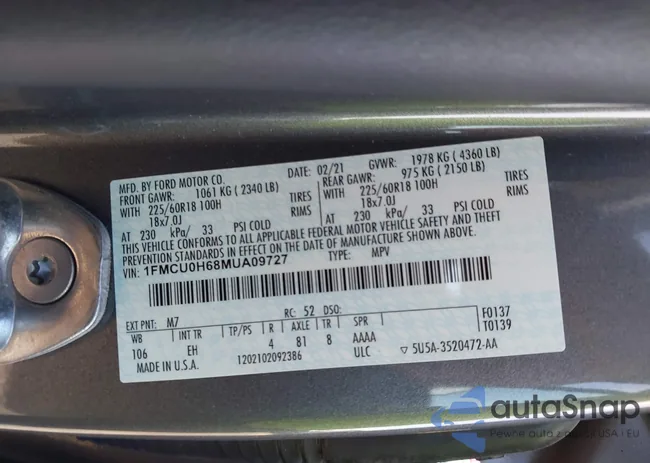 MFD. BY FORD MOTOR CO. DATE: 02/21 GVWR: 1978 KG ( 4360 LB)
FRONT GAWR: 1061 KG ( 2340 LB) REAR GAWR: 975 KG ( 2150 LB)
WITH 225/60R18 100H TIRES WITH 225/60R18 100H TIRES
18x7.0J RIMS 18x7.0J RIMS
AT 230 kPa/ 33 PSI COLD AT 230 kPa/ 33 PSI COLD
THIS VEHICLE CONFORMS TO ALL APPLICABLE FEDERAL MOTOR VEHICLE SAFETY AND THEFT
PREVENTION STANDARDS IN EFFECT ON THE DATE OF MANUFACTURE SHOWN ABOVE.
VIN: 1FMCU0H68MUA09727 TYPE: MPV
F0137
T0139
EXT PNT: M7 RC: 52 DSO:
WB INT TR TP/PS R AXLE TR SPR
106 EH 4 81 8 AAAA
MADE IN U.S.A. 1202102092386 ULC ▽ 5U5A-3520472-AA
autoSnap
Pewne auta z aukcji USA i EU